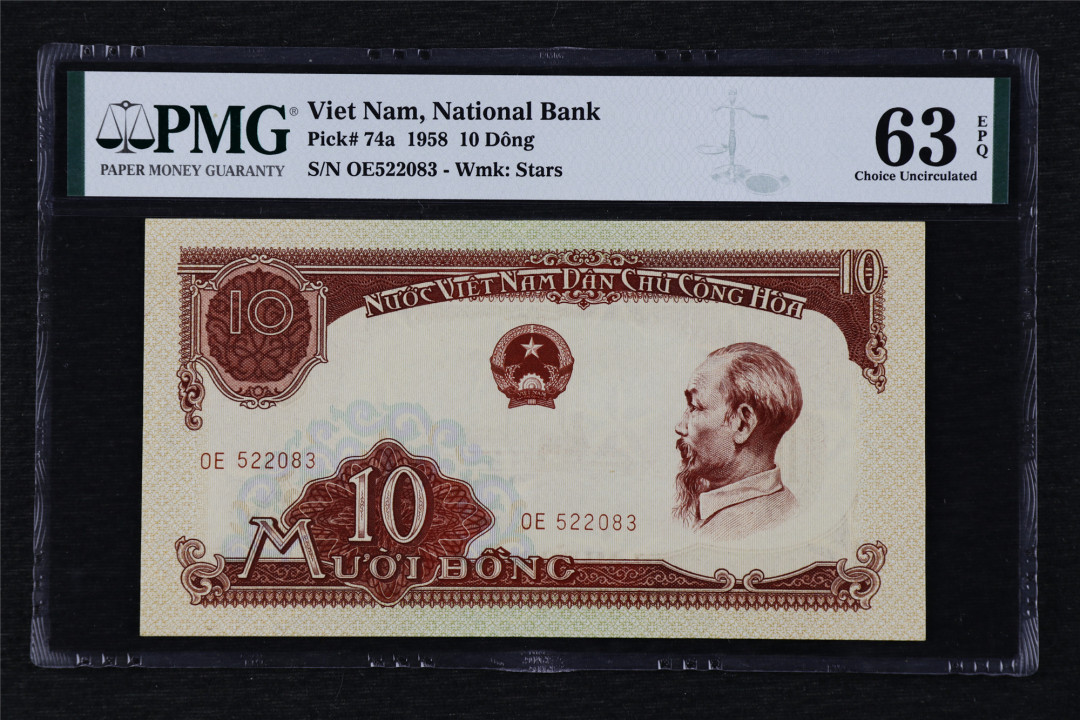 PMG®
PAPER MONEY GUARANTY
Viet Nam, National Bank
Pick# 74a 1958 10 Dông
S/N OE522083 - Wmk: Stars
63
EPQ
Choice Uncirculated
10
NƯỚC VIỆT NAM DÂN CHỦ CỘNG HÒA
10
OE 522083
10
OE 522083
MƯỜI ĐỒNG